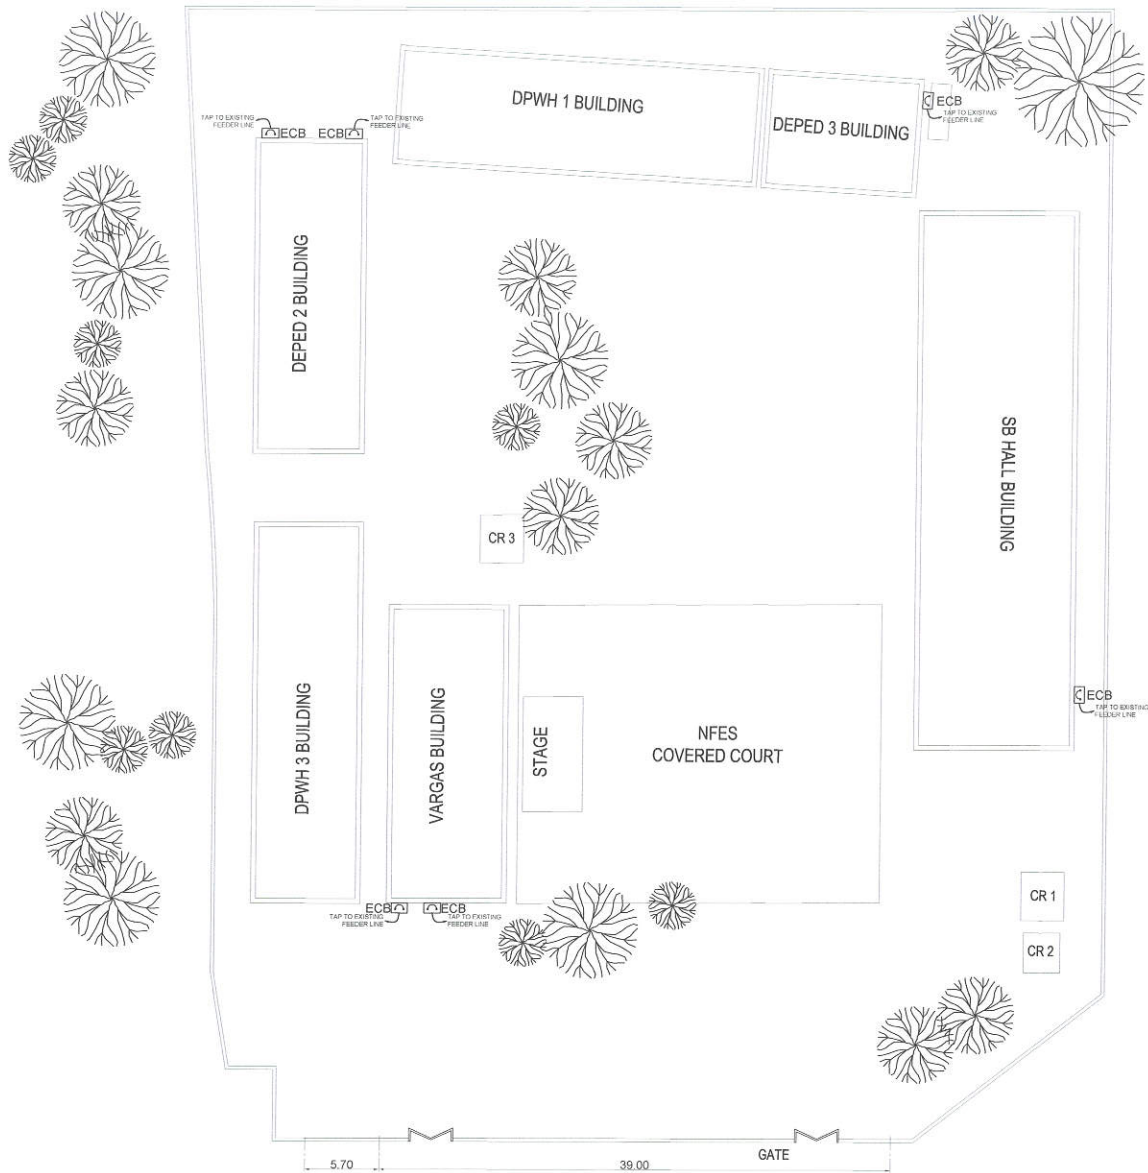 DPWH 1 BUILDING
DEPED 3 BUILDING
ECB
TAP TO EXISTING
FEEDER LINE
TAP TO EXISTING
FEEDER LINE
ECB
ECB
TAP TO EXISTING
FEEDER LINE
DEPED 2 BUILDING
SB HALL BUILDING
CR 3
DPWH 3 BUILDING
VARGAS BUILDING
STAGE
NFES
COVERED COURT
ECB
TAP TO EXISTING
FEEDER LINE
CR 1
CR 2
ECB
TAP TO EXISTING
FEEDER LINE
ECB
TAP TO EXISTING
FEEDER LINE
GATE
5.70
39.00